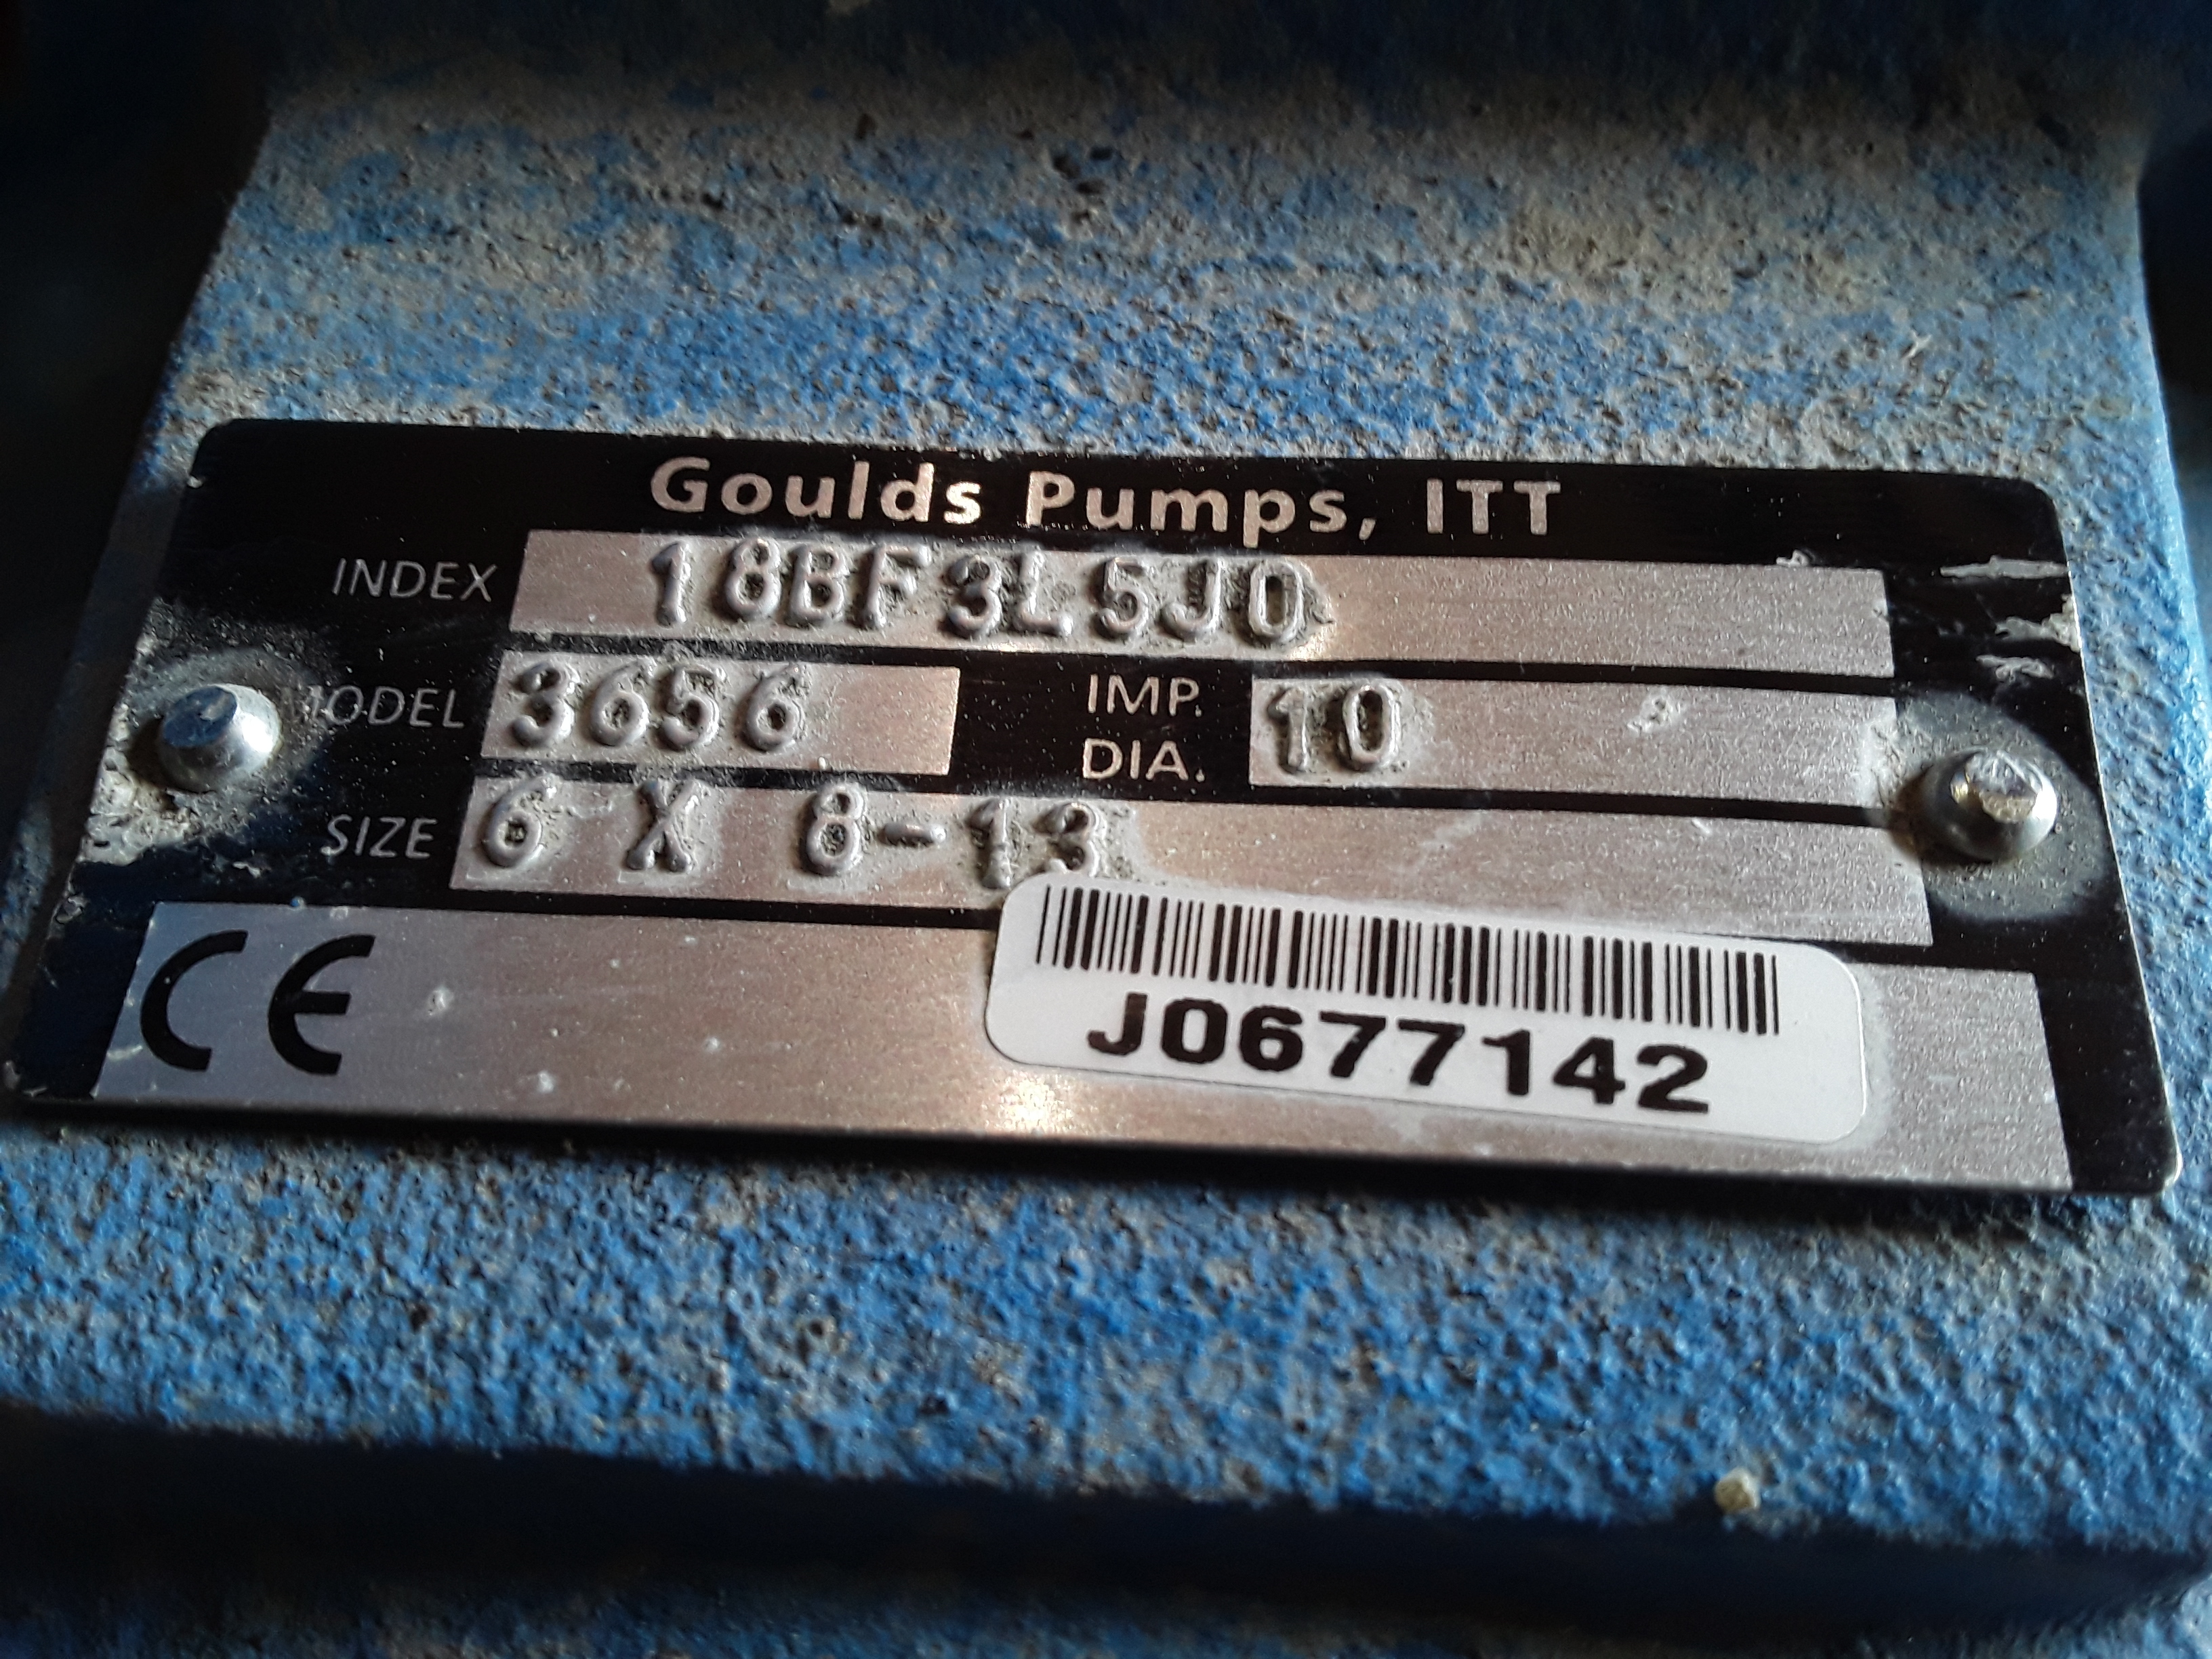 Goulds Pumps, ITT
INDEX 18BF3L5J0
MODEL 3656 IMP. DIA. 10
SIZE 6 X 8-13
CE
J0677142